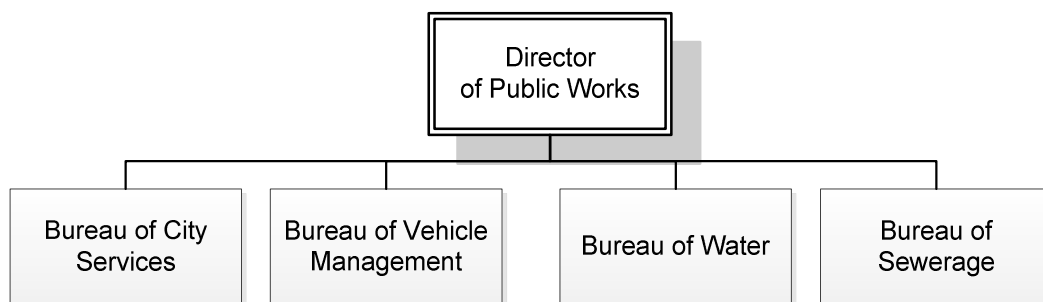 Director
of Public Works
Bureau of City
Services
Bureau of Vehicle
Management
Bureau of Water
Bureau of
Sewerage